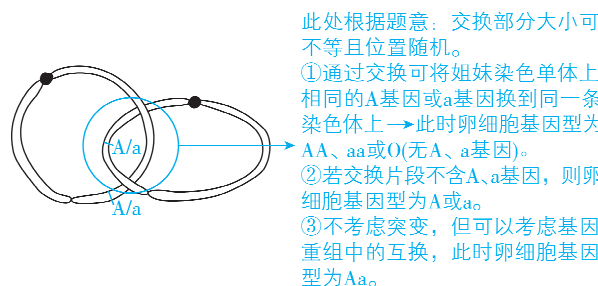 此处根据题意：交换部分大小可
不等且位置随机。
①通过交换可将姐妹染色单体上
相同的A基因或a基因换到同一条
染色体上→此时卵细胞基因型为
AA、aa或O(无A、a基因)。
②若交换片段不含A、a基因，则卵
细胞基因型为A或a。
③不考虑突变，但可以考虑基因
重组中的互换，此时卵细胞基因
型为Aa。
A/a
A/a